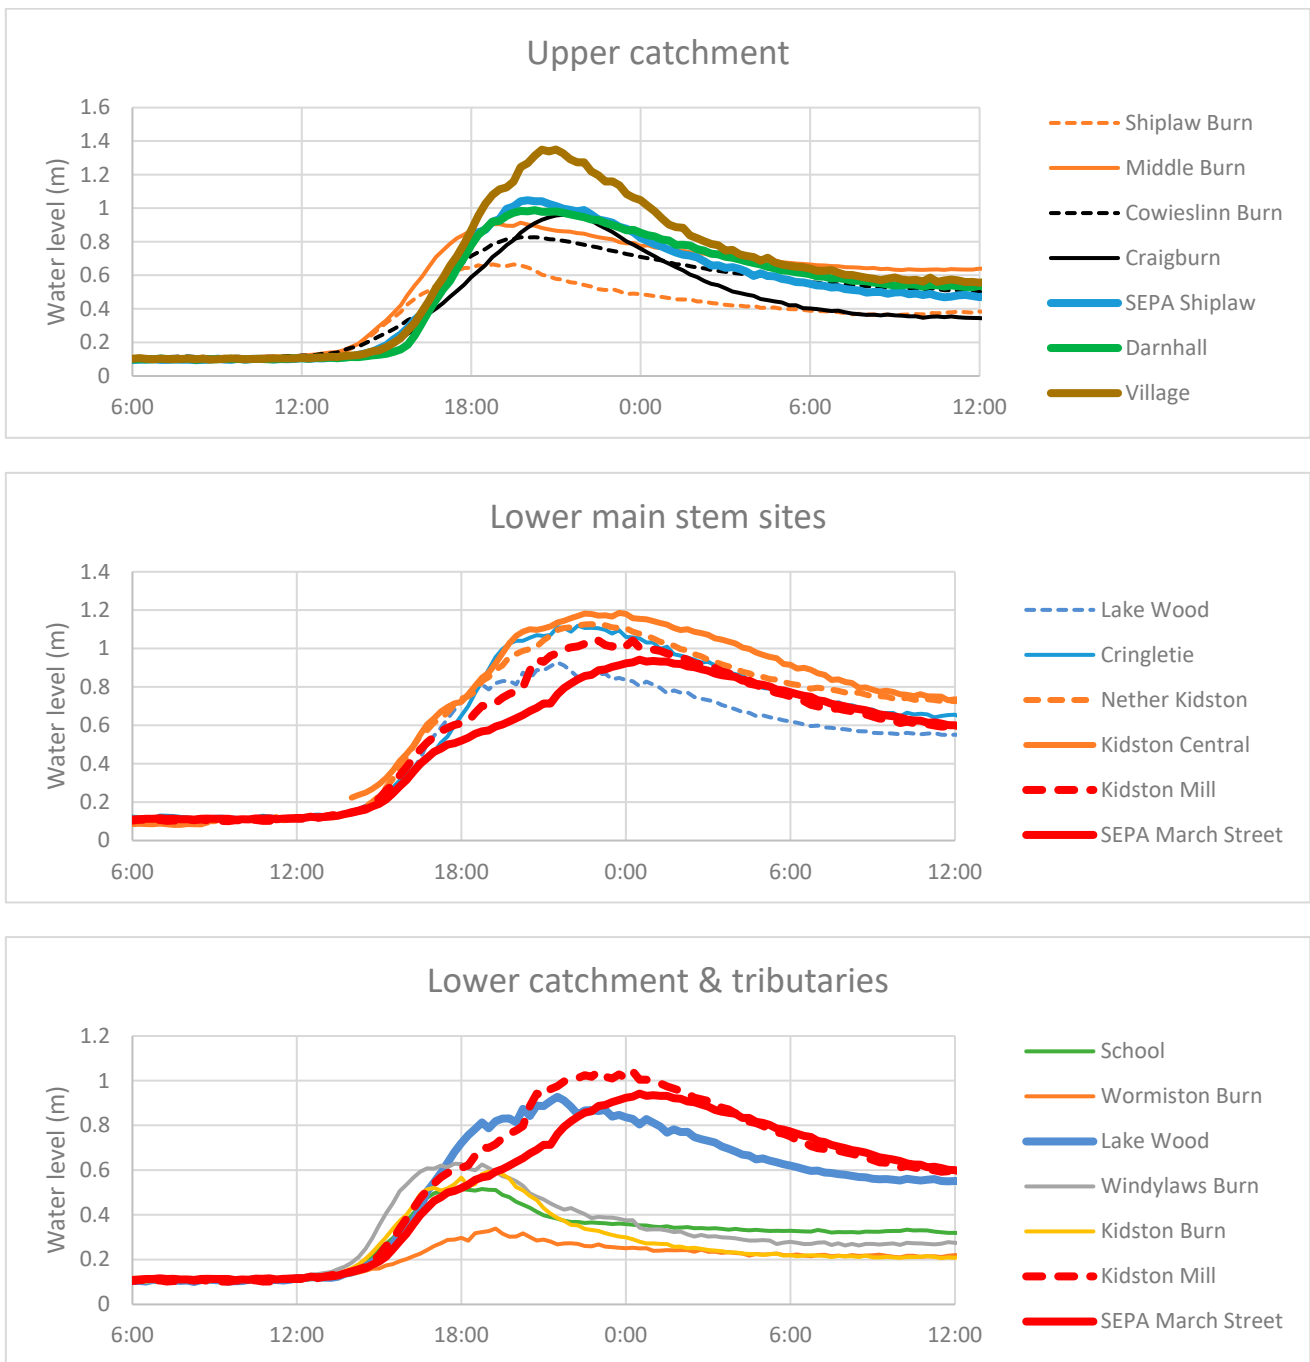 Upper catchment
Water level (m)
1.6
1.4
1.2
1
0.8
0.6
0.4
0.2
0
6:00 12:00 18:00 0:00 6:00 12:00
Shiplaw Burn
Middle Burn
Cowieslinn Burn
Craigburn
SEPA Shiplaw
Darnhall
Village
Lower main stem sites
Water level (m)
1.4
1.2
1
0.8
0.6
0.4
0.2
0
6:00 12:00 18:00 0:00 6:00 12:00
Lake Wood
Cringletie
Nether Kidston
Kidston Central
Kidston Mill
SEPA March Street
Lower catchment & tributaries
Water level (m)
1.2
1
0.8
0.6
0.4
0.2
0
6:00 12:00 18:00 0:00 6:00 12:00
School
Wormiston Burn
Lake Wood
Windylaws Burn
Kidston Burn
Kidston Mill
SEPA March Street